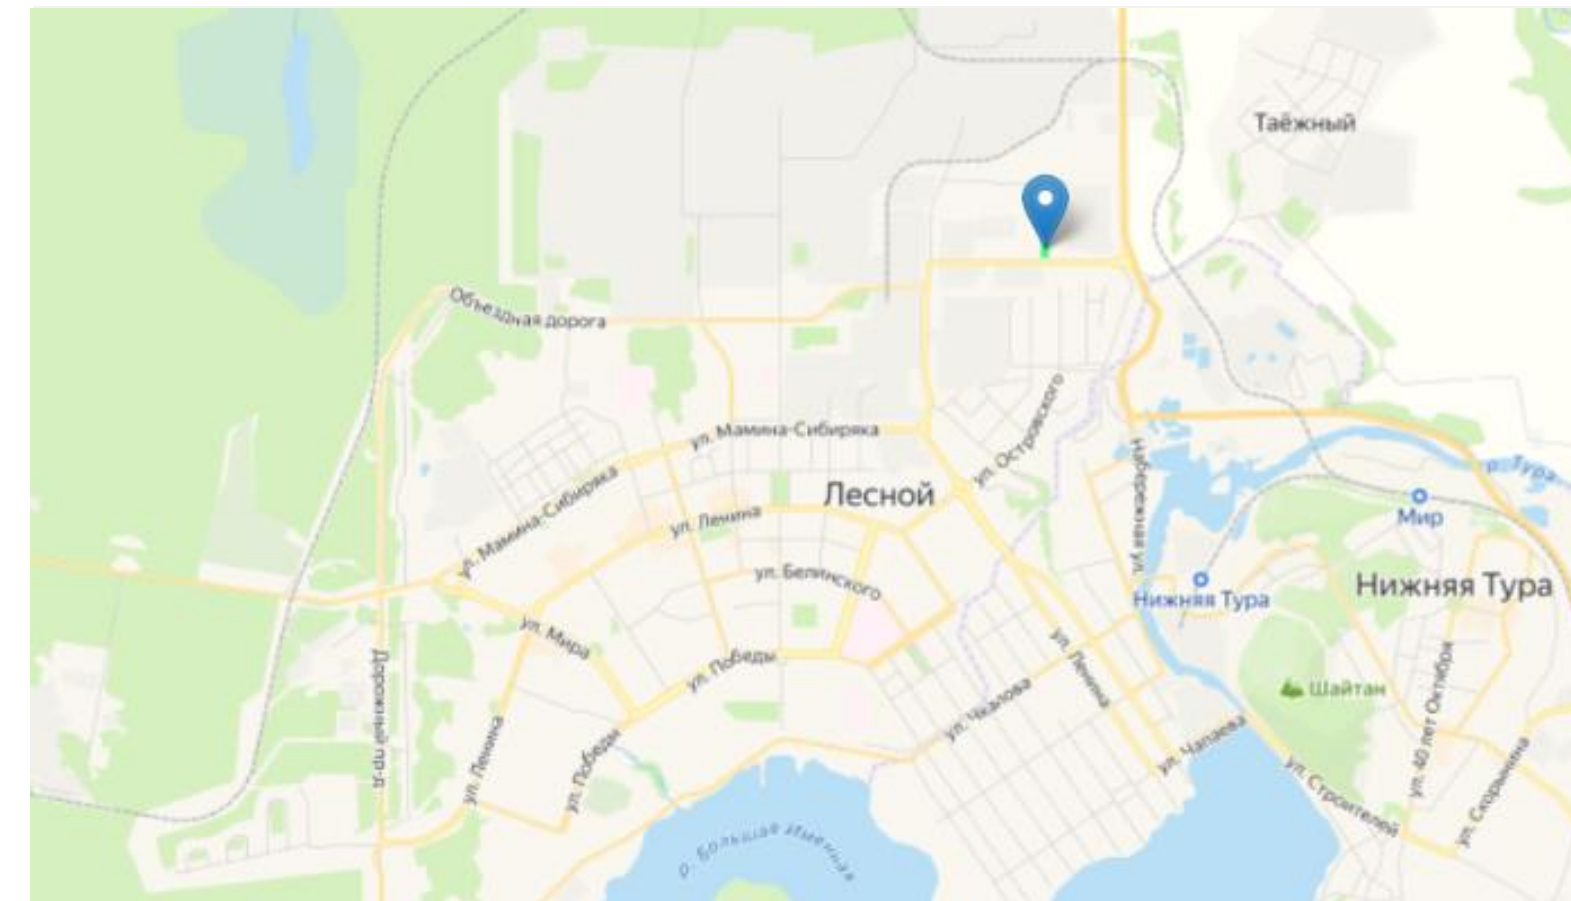 Таёжный
Объездная дорога
ул. Островского
ул. Мамина-Сибиряка
ул. Мамина-Сибиряка
Лесной
р. Тура
Набережная ул.
Мир
ул. Ленина
ул. Белинского
Нижняя Тура
Нижняя Тура
ул. Мира
ул. Победы
ул. Ленина
Шайтан
Дорожный пр-д
ул. Чкалова
ул. 40 лет Октября
ул. Ленина
ул. Победы
ул. Чапаева
ул. Строителей
ул. Скорынина
р. Большая Именная